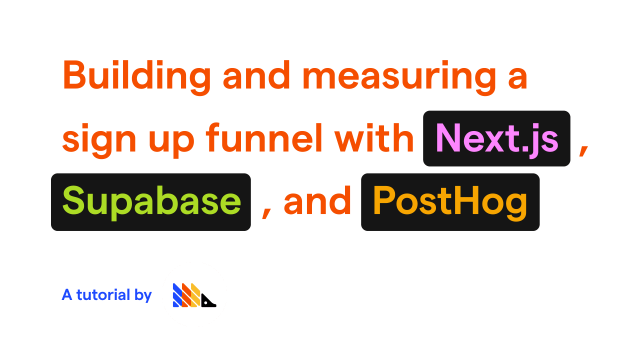 Building and measuring a
sign up funnel with Next.js ,
Supabase , and PostHog
A tutorial by